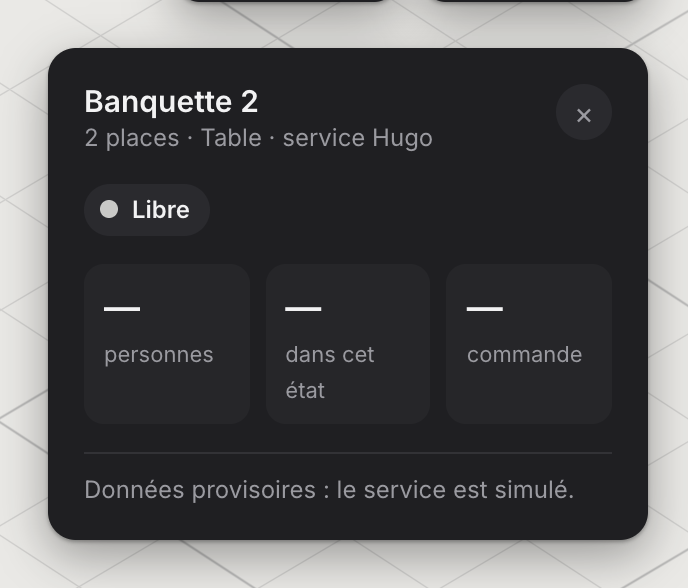 Banquette 2
2 places · Table · service Hugo
×
Libre
— — —
personnes dans cet état commande
Données provisoires : le service est simulé.